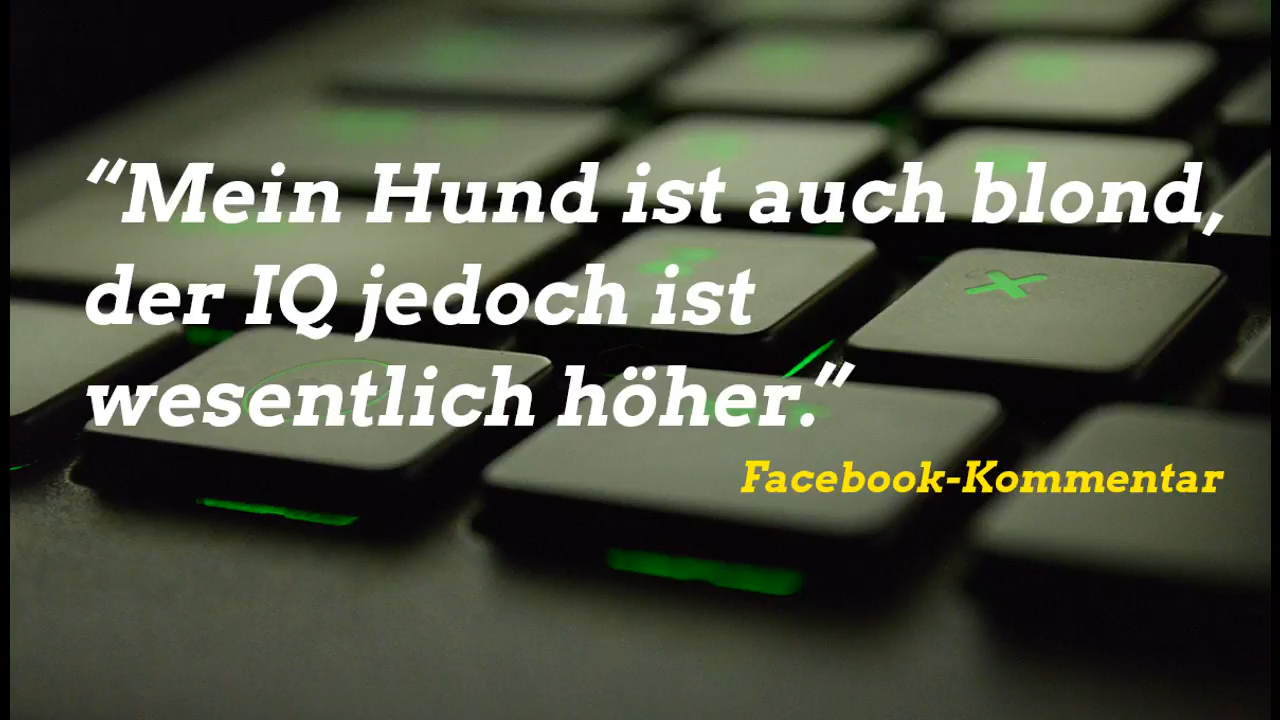 “Mein Hund ist auch blond,
der IQ jedoch ist
wesentlich höher.”
Facebook-Kommentar